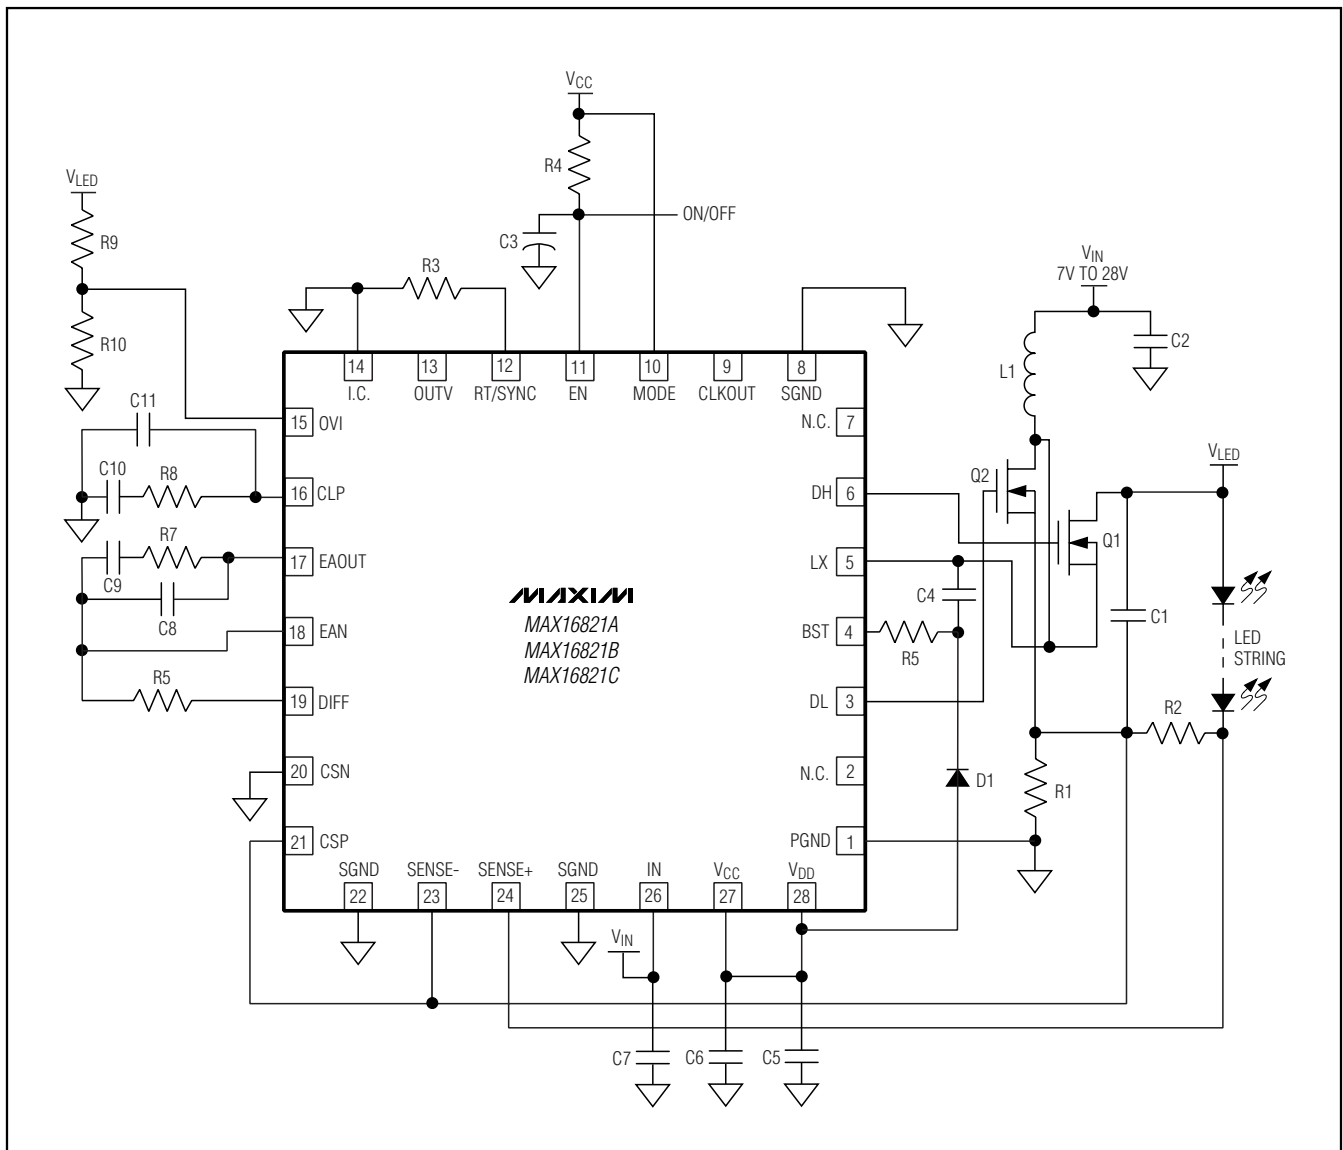 VCC
R4
ON/OFF
C3
VLED
R9
R10
R3
VIN
7V TO 28V
C2
L1
14
13
12
11
10
9
8
I.C.
OUTV
RT/SYNC
EN
MODE
CLKOUT
SGND
C11
15 OVI
N.C. 7
C10
R8
16 CLP
DH 6
Q2
Q1
VLED
R7
C9
17 EAOUT
LX 5
C4
C1
C8
MAXIM
MAX16821A
MAX16821B
MAX16821C
18 EAN
BST 4
R5
LED
STRING
R5
19 DIFF
DL 3
R2
20 CSN
N.C. 2
D1
R1
21 CSP
PGND 1
SGND
SENSE-
SENSE+
SGND
IN
VCC
VDD
22
23
24
25
26
27
28
VIN
C7
C6
C5